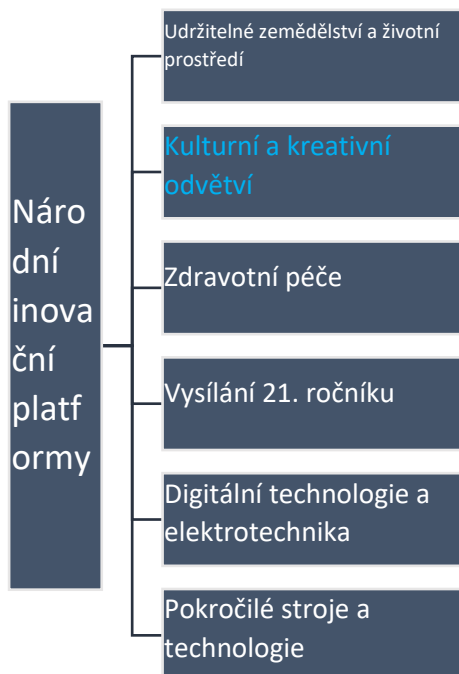 Náro
dní
inova
ční
platf
ormy
Udržitelné zemědělství a životní
prostředí
Kulturní a kreativní
odvětví
Zdravotní péče
Vysílání 21. ročníku
Digitální technologie a
elektrotechnika
Pokročilé stroje a
technologie